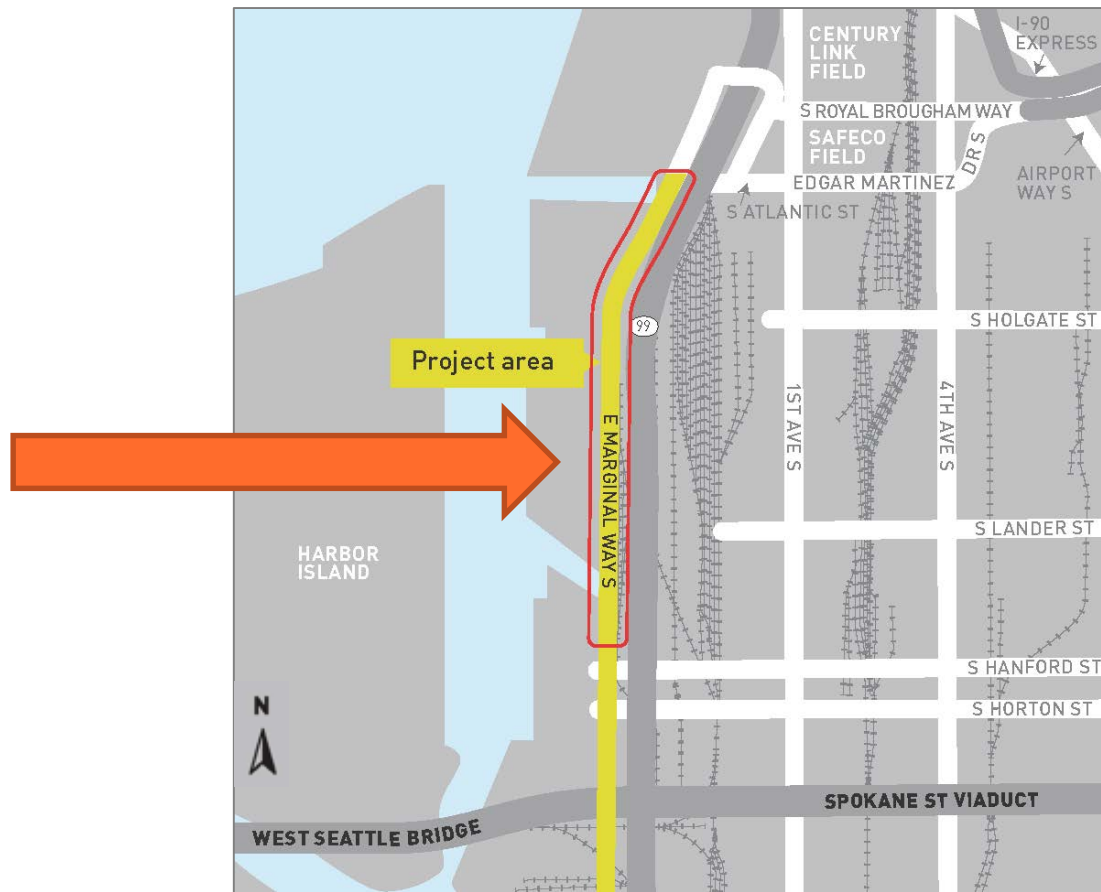 CENTURY
LINK
FIELD
I-90
EXPRESS
S ROYAL BROUGHAM WAY
SAFECO
FIELD
EDGAR MARTINEZ DR S
AIRPORT
WAY S
S ATLANTIC ST
99
S HOLGATE ST
Project area
E MARGINAL WAY S
1ST AVE S
4TH AVE S
S LANDER ST
HARBOR
ISLAND
S HANFORD ST
N
S HORTON ST
SPOKANE ST VIADUCT
WEST SEATTLE BRIDGE